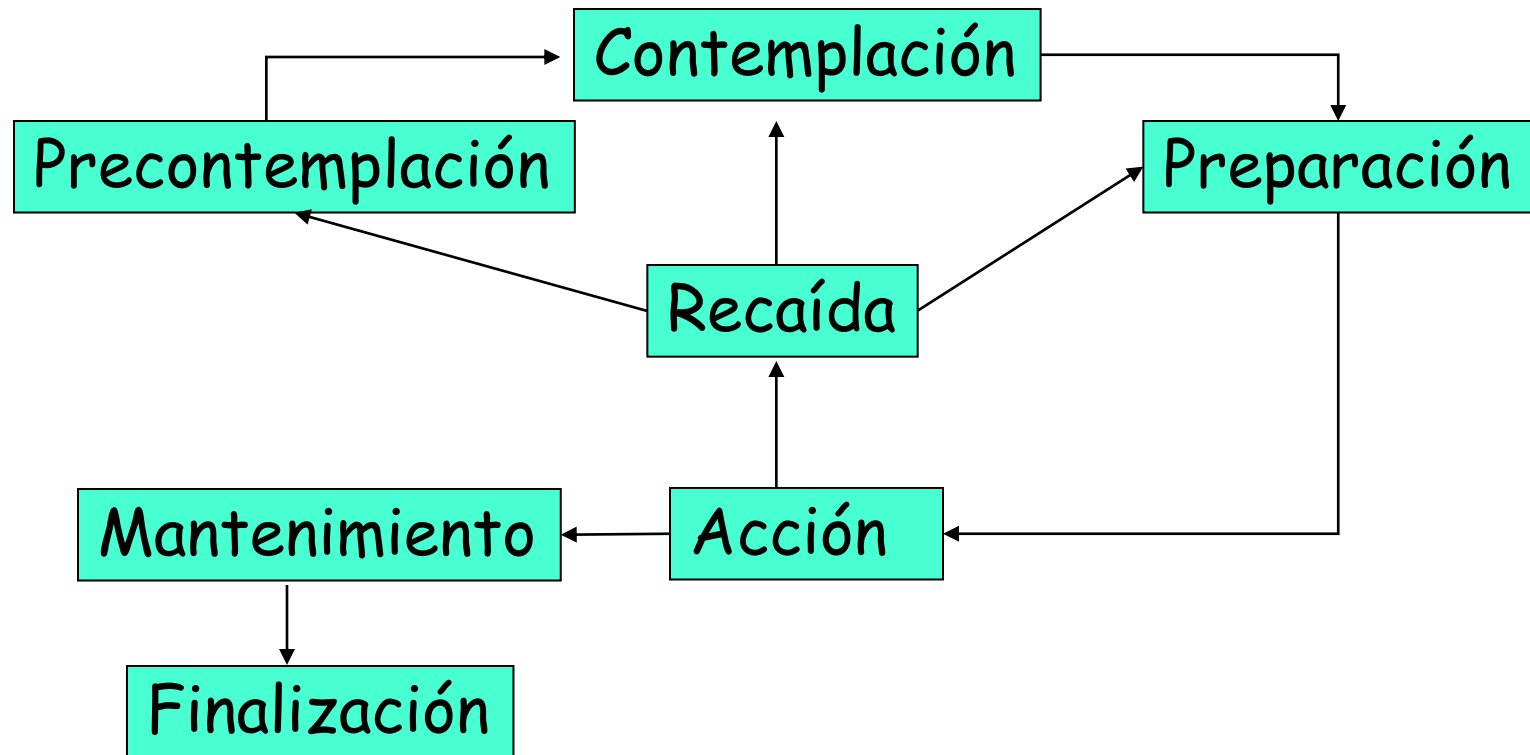 Contemplación
Precontemplación
Preparación
Recaída
Mantenimiento
Acción
Finalización